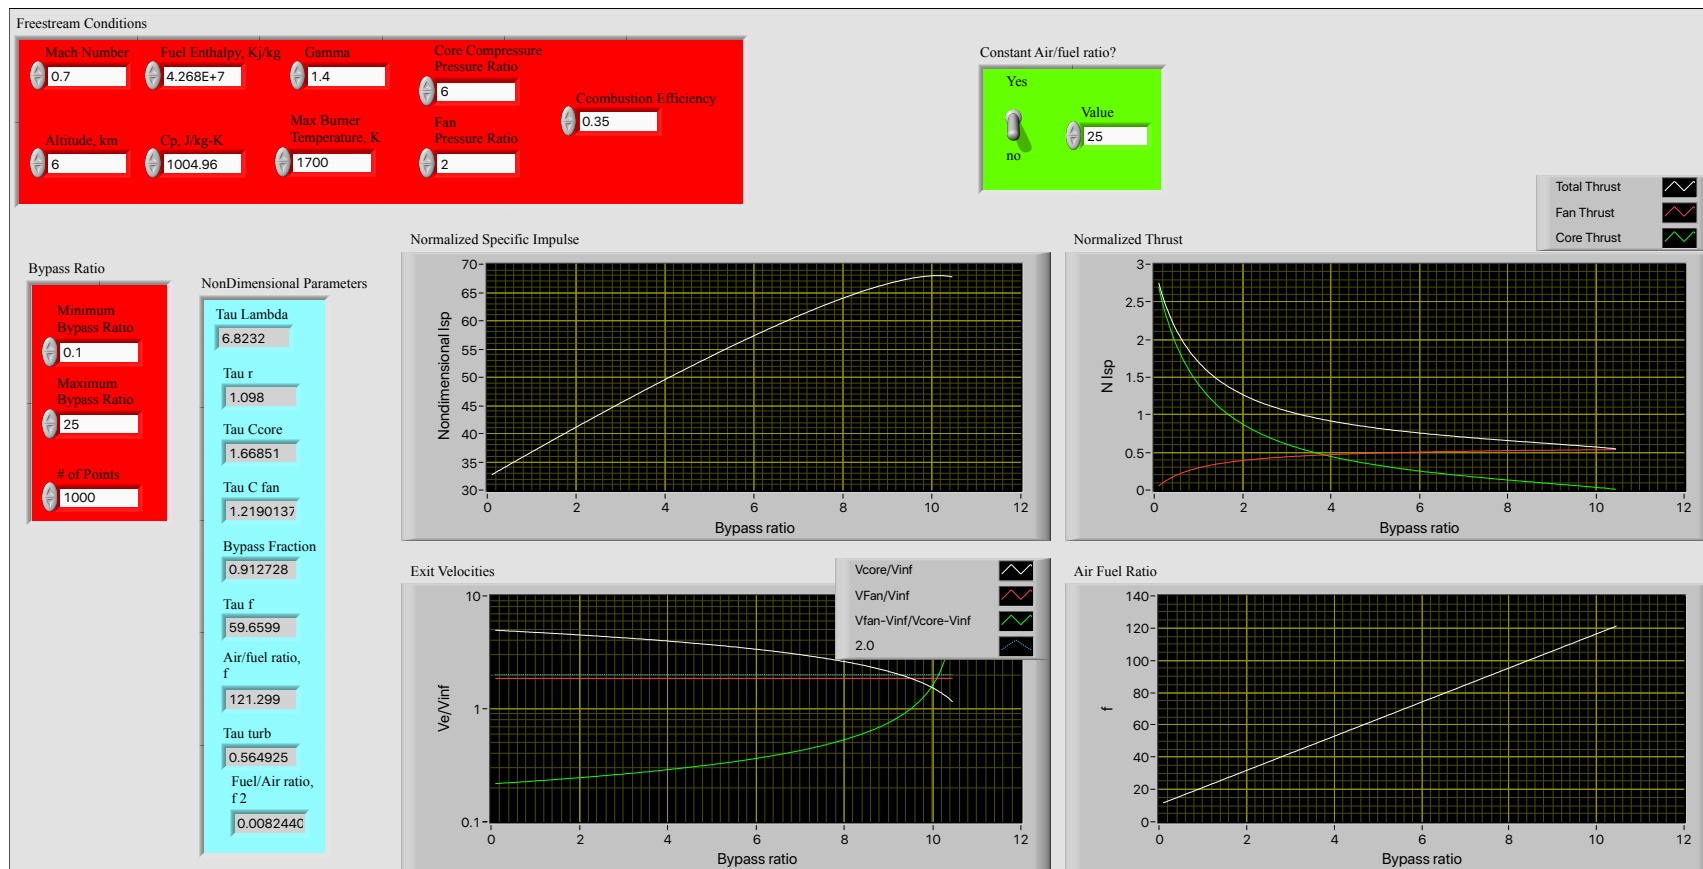 Freestream Conditions
Mach Number
0.7
Fuel Enthalpy, Kj/kg
4.268E+7
Gamma
1.4
Core Compressure
Pressure Ratio
6
Ccombustion Efficiency
0.35
Altitude, km
6
Cp, J/kg-K
1004.96
Max Burner
Temperature, K
1700
Fan
Pressure Ratio
2
Constant Air/fuel ratio?
Yes
no
Value
25
Total Thrust
Fan Thrust
Core Thrust
Bypass Ratio
Minimum
Bypass Ratio
0.1
Maximum
Bypass Ratio
25
# of Points
1000
NonDimensional Parameters
Tau Lambda
6.8232
Tau r
1.098
Tau Ccore
1.66851
Tau C fan
1.2190137
Bypass Fraction
0.912728
Tau f
59.6599
Air/fuel ratio,
f
121.299
Tau turb
0.564925
Fuel/Air ratio,
f 2
0.0082440
Normalized Specific Impulse
Nondimensional Isp
70
65
60
55
50
45
40
35
30
0 2 4 6 8 10 12
Bypass ratio
Normalized Thrust
N Isp
3
2.5
2
1.5
1
0.5
0
0 2 4 6 8 10 12
Bypass ratio
Exit Velocities
Vcore/Vinf
VFan/Vinf
Vfan-Vinf/Vcore-Vinf
2.0
Ve/Vinf
10
1
0.1
0 2 4 6 8 10 12
Bypass ratio
Air Fuel Ratio
f
140
120
100
80
60
40
20
0
0 2 4 6 8 10 12
Bypass ratio